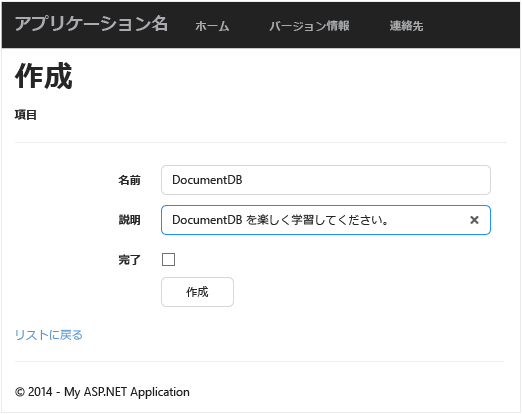 アプリケーション名 ホーム バージョン情報 連絡先
作成
項目
名前 DocumentDB
説明 DocumentDB を楽しく学習してください。
完了
作成
リストに戻る
© 2014 - My ASP.NET Application